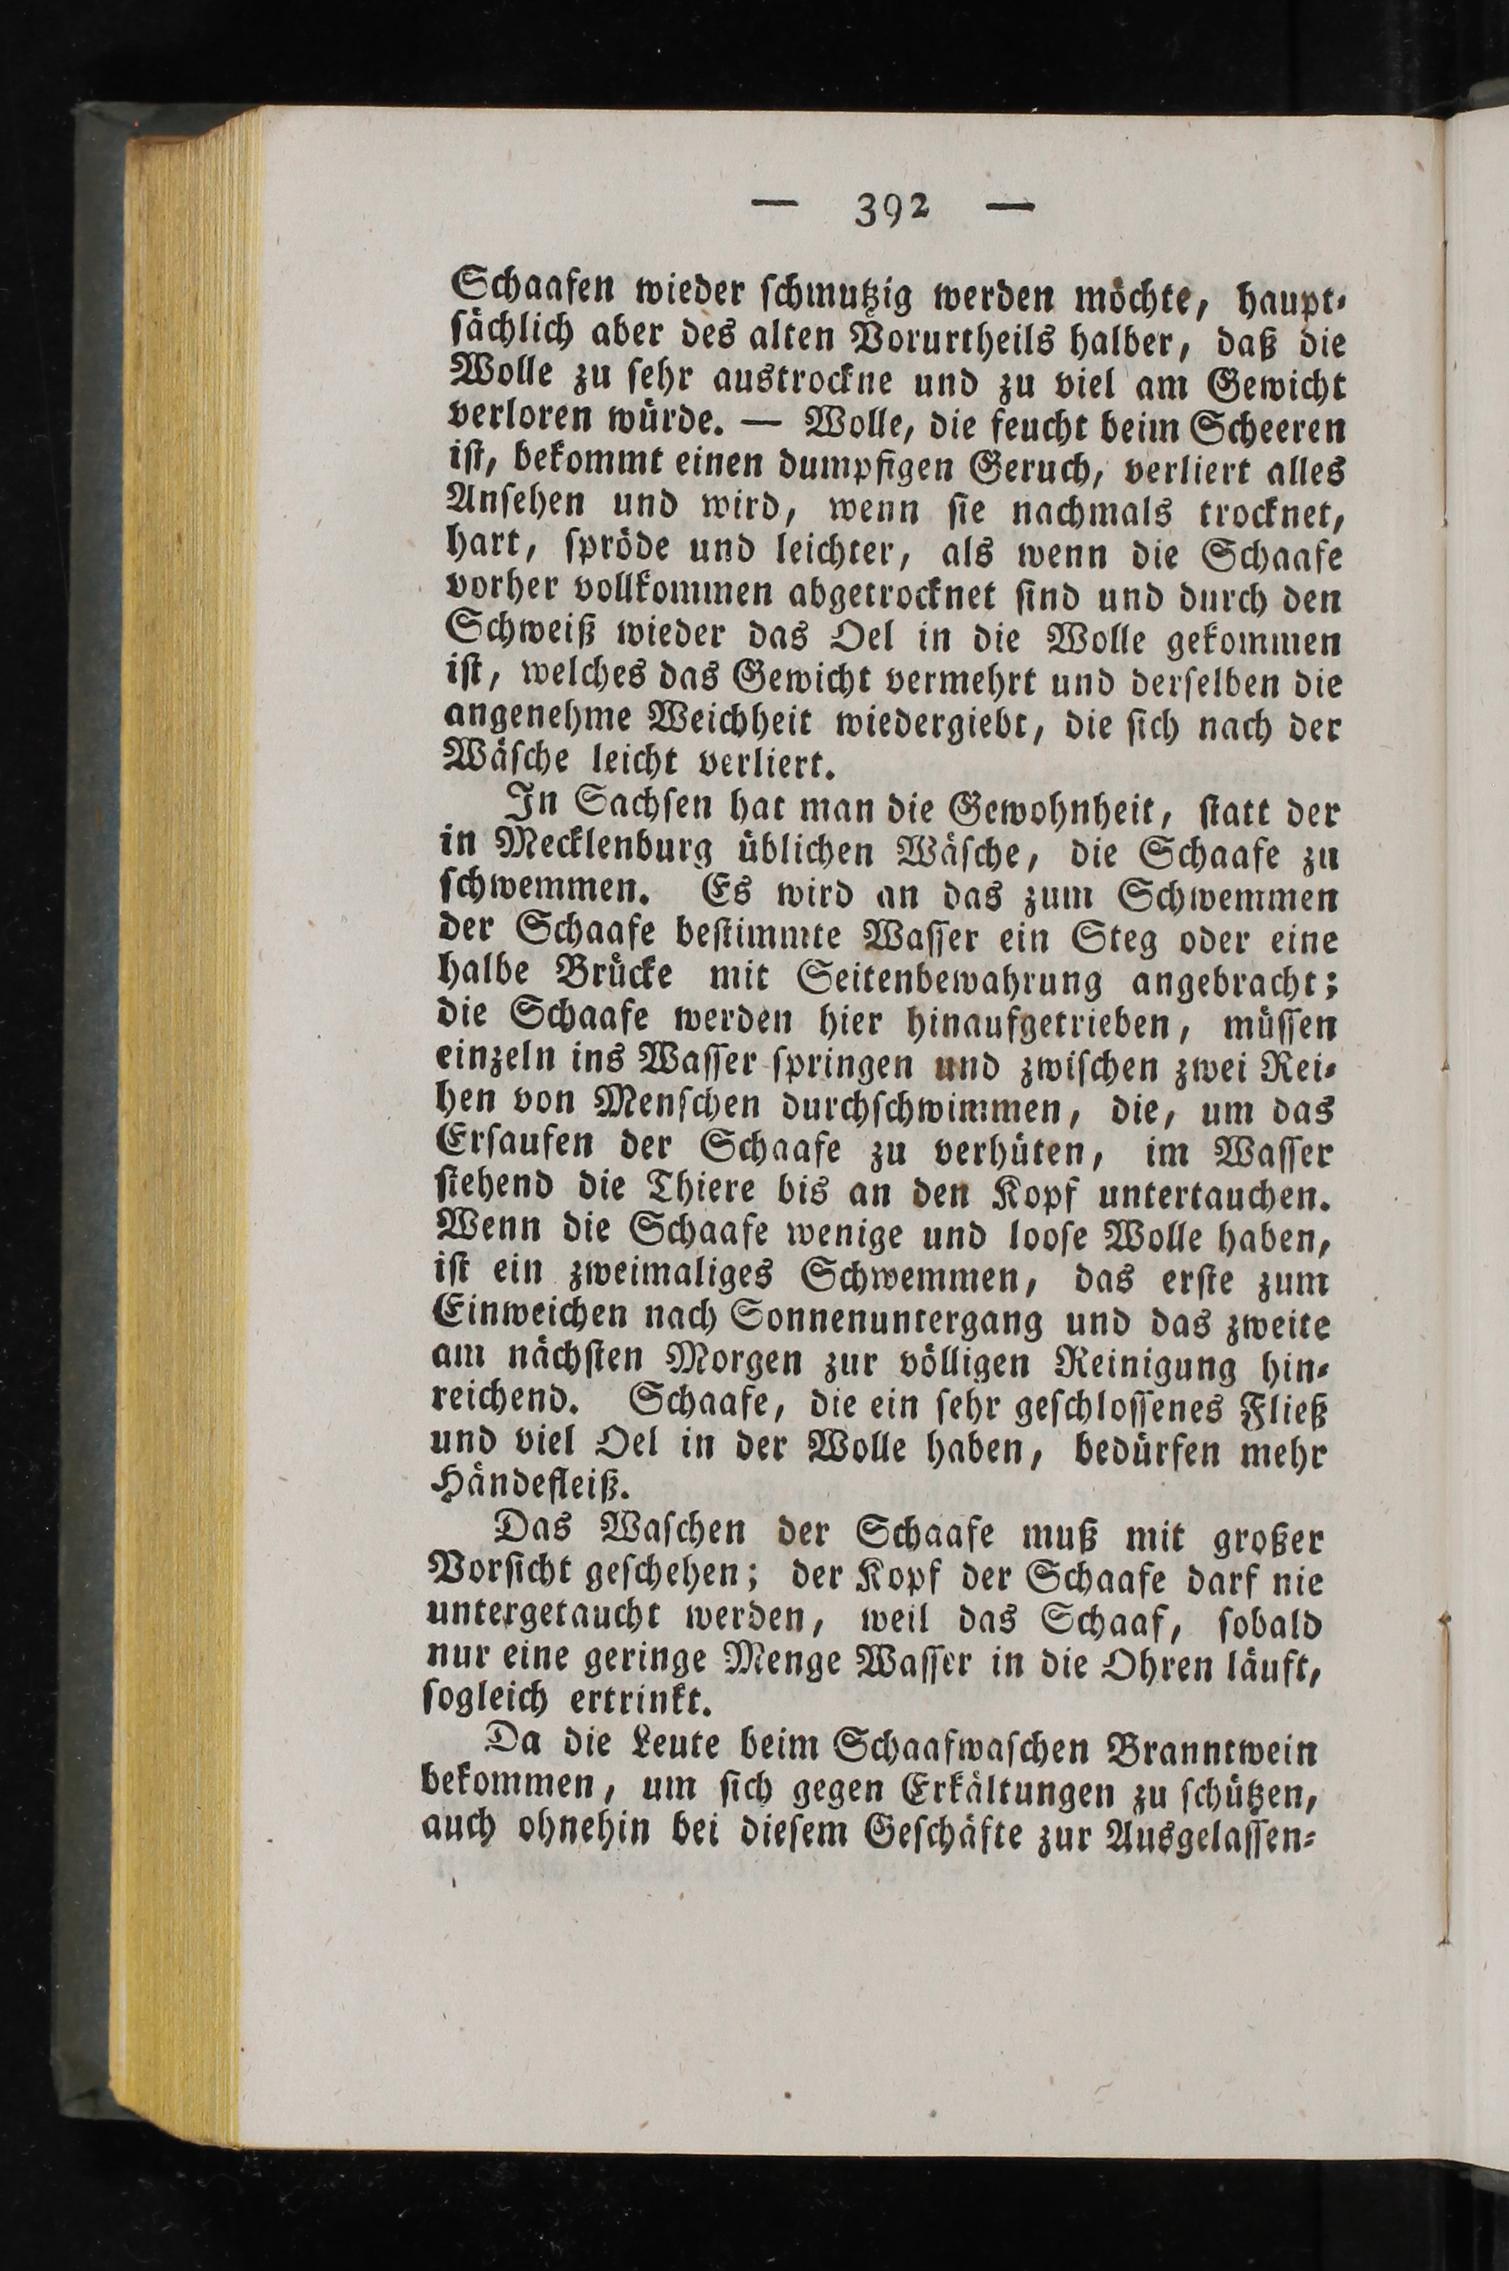 — 392 —
Schaafen wieder ſchmutzig werden möchte, haupt-
ſächlich aber des alten Vorurtheils halber, daß die
Wolle zu ſehr austrockne und zu viel am Gewicht
verloren würde. — Wolle, die feucht beim Scheeren
iſt, bekommt einen dumpfigen Geruch, verliert alles
Anſehen und wird, wenn ſie nachmals trocknet,
hart, ſpröde und leichter, als wenn die Schaafe
vorher vollkommen abgetrocknet ſind und durch den
Schweiß wieder das Oel in die Wolle gekommen
iſt, welches das Gewicht vermehrt und derſelben die
angenehme Weichheit wiedergiebt, die ſich nach der
Wäſche leicht verliert.
In Sachſen hat man die Gewohnheit, ſtatt der
in Mecklenburg üblichen Wäſche, die Schaafe zu
ſchwemmen. Es wird an das zum Schwemmen
der Schaafe beſtimmte Waſſer ein Steg oder eine
halbe Brücke mit Seitenbewahrung angebracht;
die Schaafe werden hier hinaufgetrieben, müſſen
einzeln ins Waſſer ſpringen und zwiſchen zwei Rei-
hen von Menſchen durchſchwimmen, die, um das
Erſaufen der Schaafe zu verhüten, im Waſſer
ſtehend die Thiere bis an den Kopf untertauchen.
Wenn die Schaafe wenige und looſe Wolle haben,
iſt ein zweimaliges Schwemmen, das erſte zum
Einweichen nach Sonnenuntergang und das zweite
am nächſten Morgen zur völligen Reinigung hin-
reichend. Schaafe, die ein ſehr geſchloſſenes Fließ
und viel Oel in der Wolle haben, bedürfen mehr
Händefleiß.
Das Waſchen der Schaafe muß mit großer
Vorſicht geſchehen; der Kopf der Schaafe darf nie
untergetaucht werden, weil das Schaaf, ſobald
nur eine geringe Menge Waſſer in die Ohren läuft,
ſogleich ertrinkt.
Da die Leute beim Schaafwaſchen Branntwein
bekommen, um ſich gegen Erkältungen zu ſchützen,
auch ohnehin bei dieſem Geſchäfte zur Ausgelaſſen-